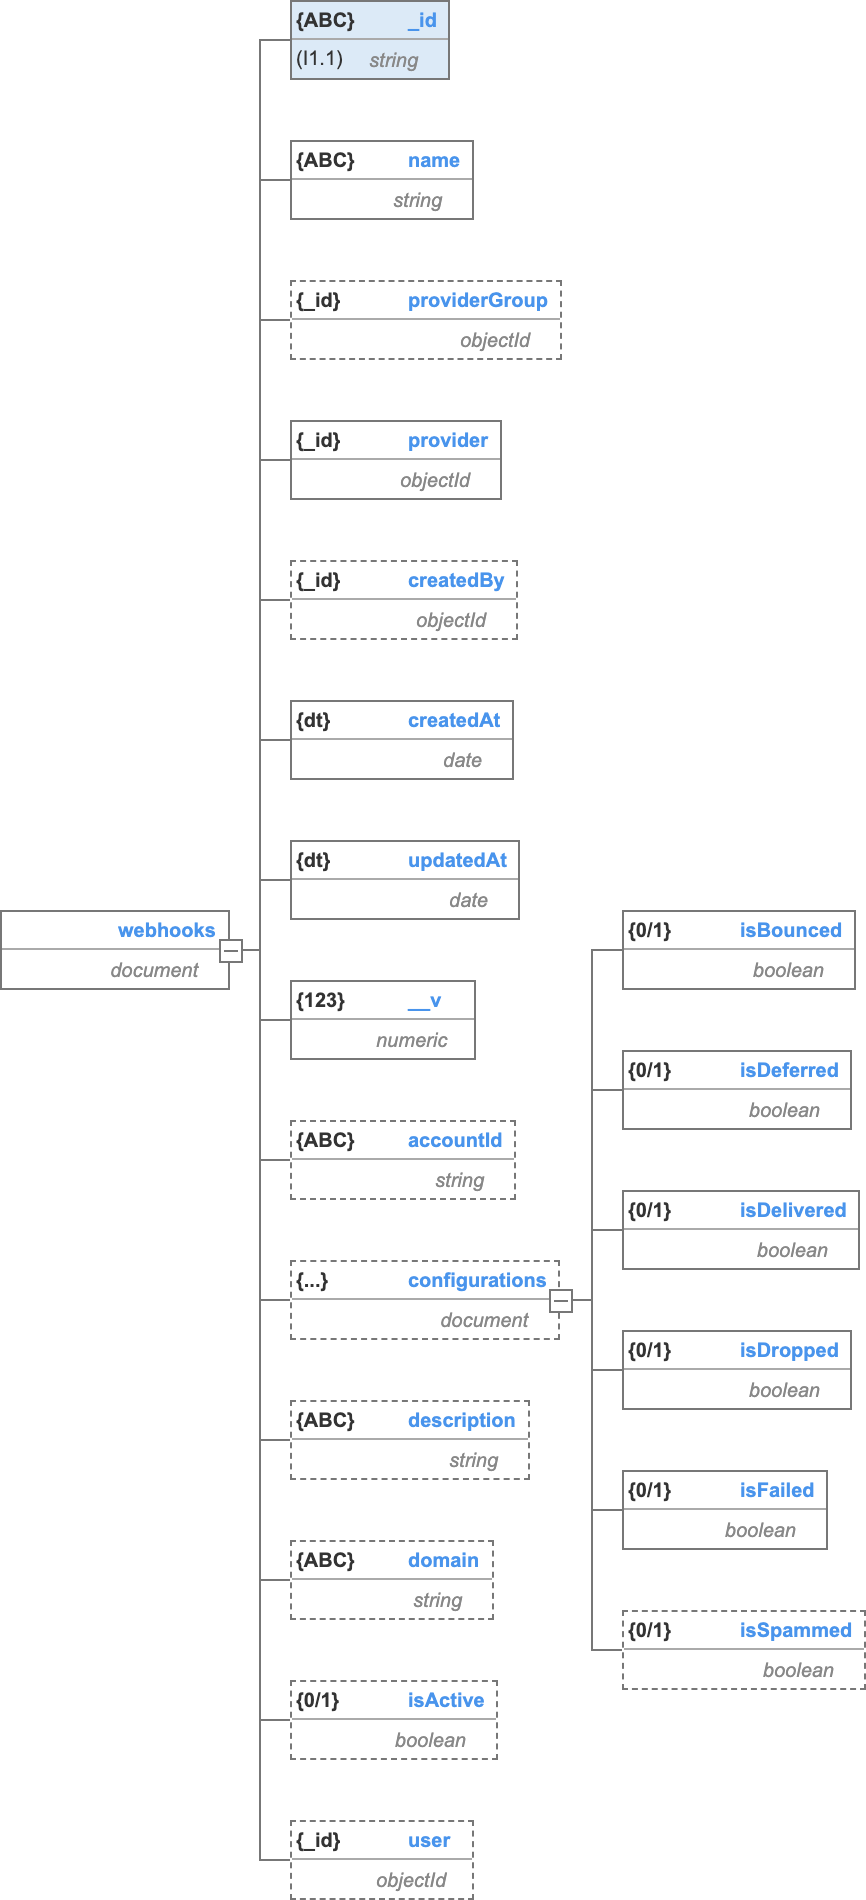 {ABC} _id
(I1.1) string
{ABC} name
string
{_id} providerGroup
objectId
{_id} provider
objectId
{_id} createdBy
objectId
{dt} createdAt
date
{dt} updatedAt
date
webhooks
document
{123} __v
numeric
{ABC} accountId
string
{...} configurations
document
{ABC} description
string
{ABC} domain
string
{0/1} isActive
boolean
{_id} user
objectId
{0/1} isBounced
boolean
{0/1} isDeferred
boolean
{0/1} isDelivered
boolean
{0/1} isDropped
boolean
{0/1} isFailed
boolean
{0/1} isSpammed
boolean